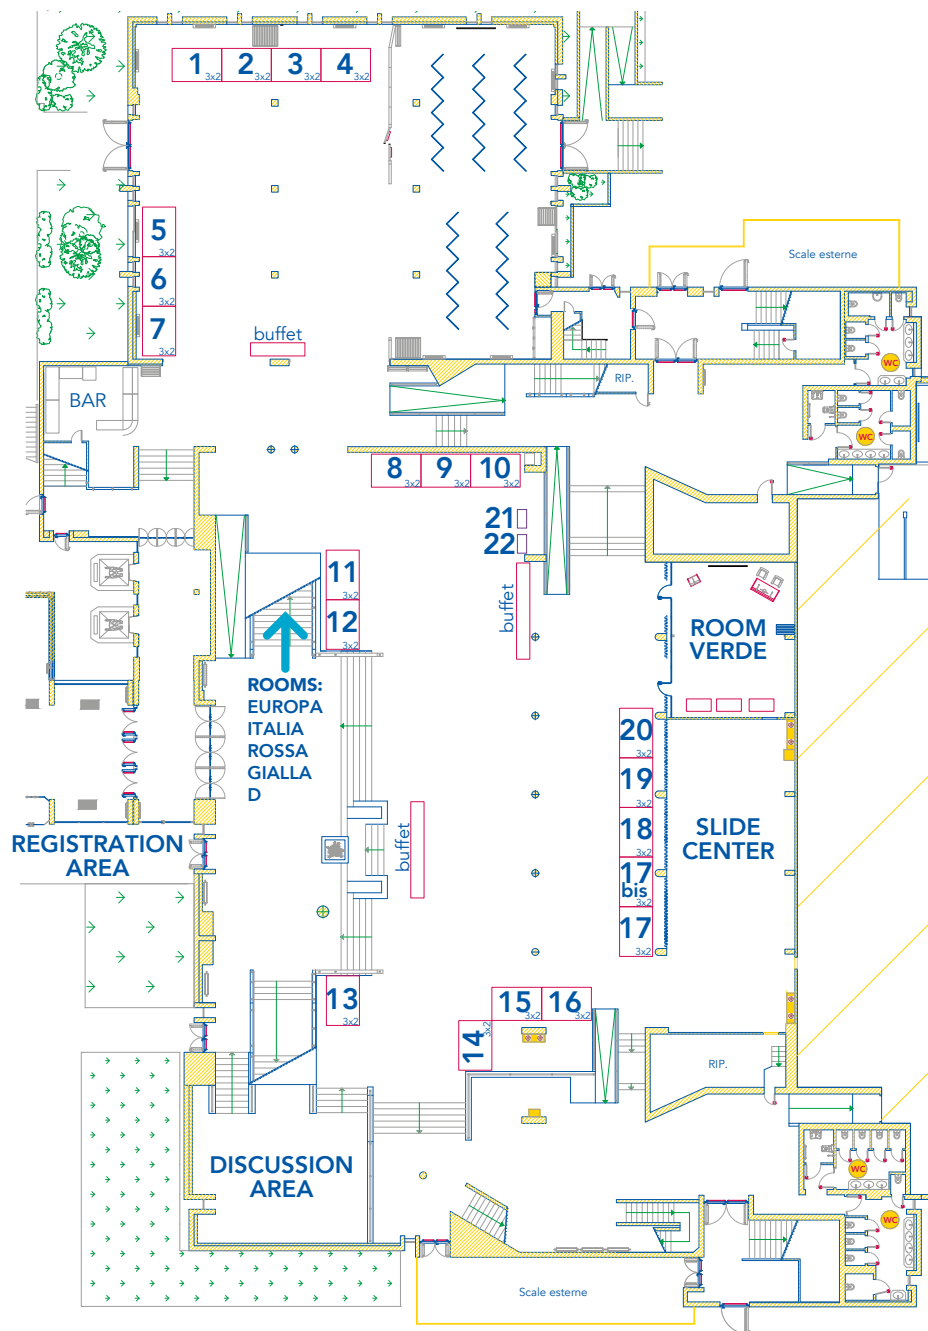 1
3x2
2
3x2
3
3x2
4
3x2
5
3x2
6
3x2
7
3x2
buffet
Scale esterne
BAR
RIP.
WC
WC
8
3x2
9
3x2
10
3x2
21
22
11
3x2
12
3x2
buffet
ROOM
VERDE
ROOMS:
EUROPA
ITALIA
ROSSA
GIALLA
D
20
3x2
19
3x2
18
3x2
17
bis
3x2
17
3x2
SLIDE
CENTER
REGISTRATION
AREA
buffet
13
3x2
15
3x2
16
3x2
14
3x2
RIP.
DISCUSSION
AREA
WC
WC
Scale esterne